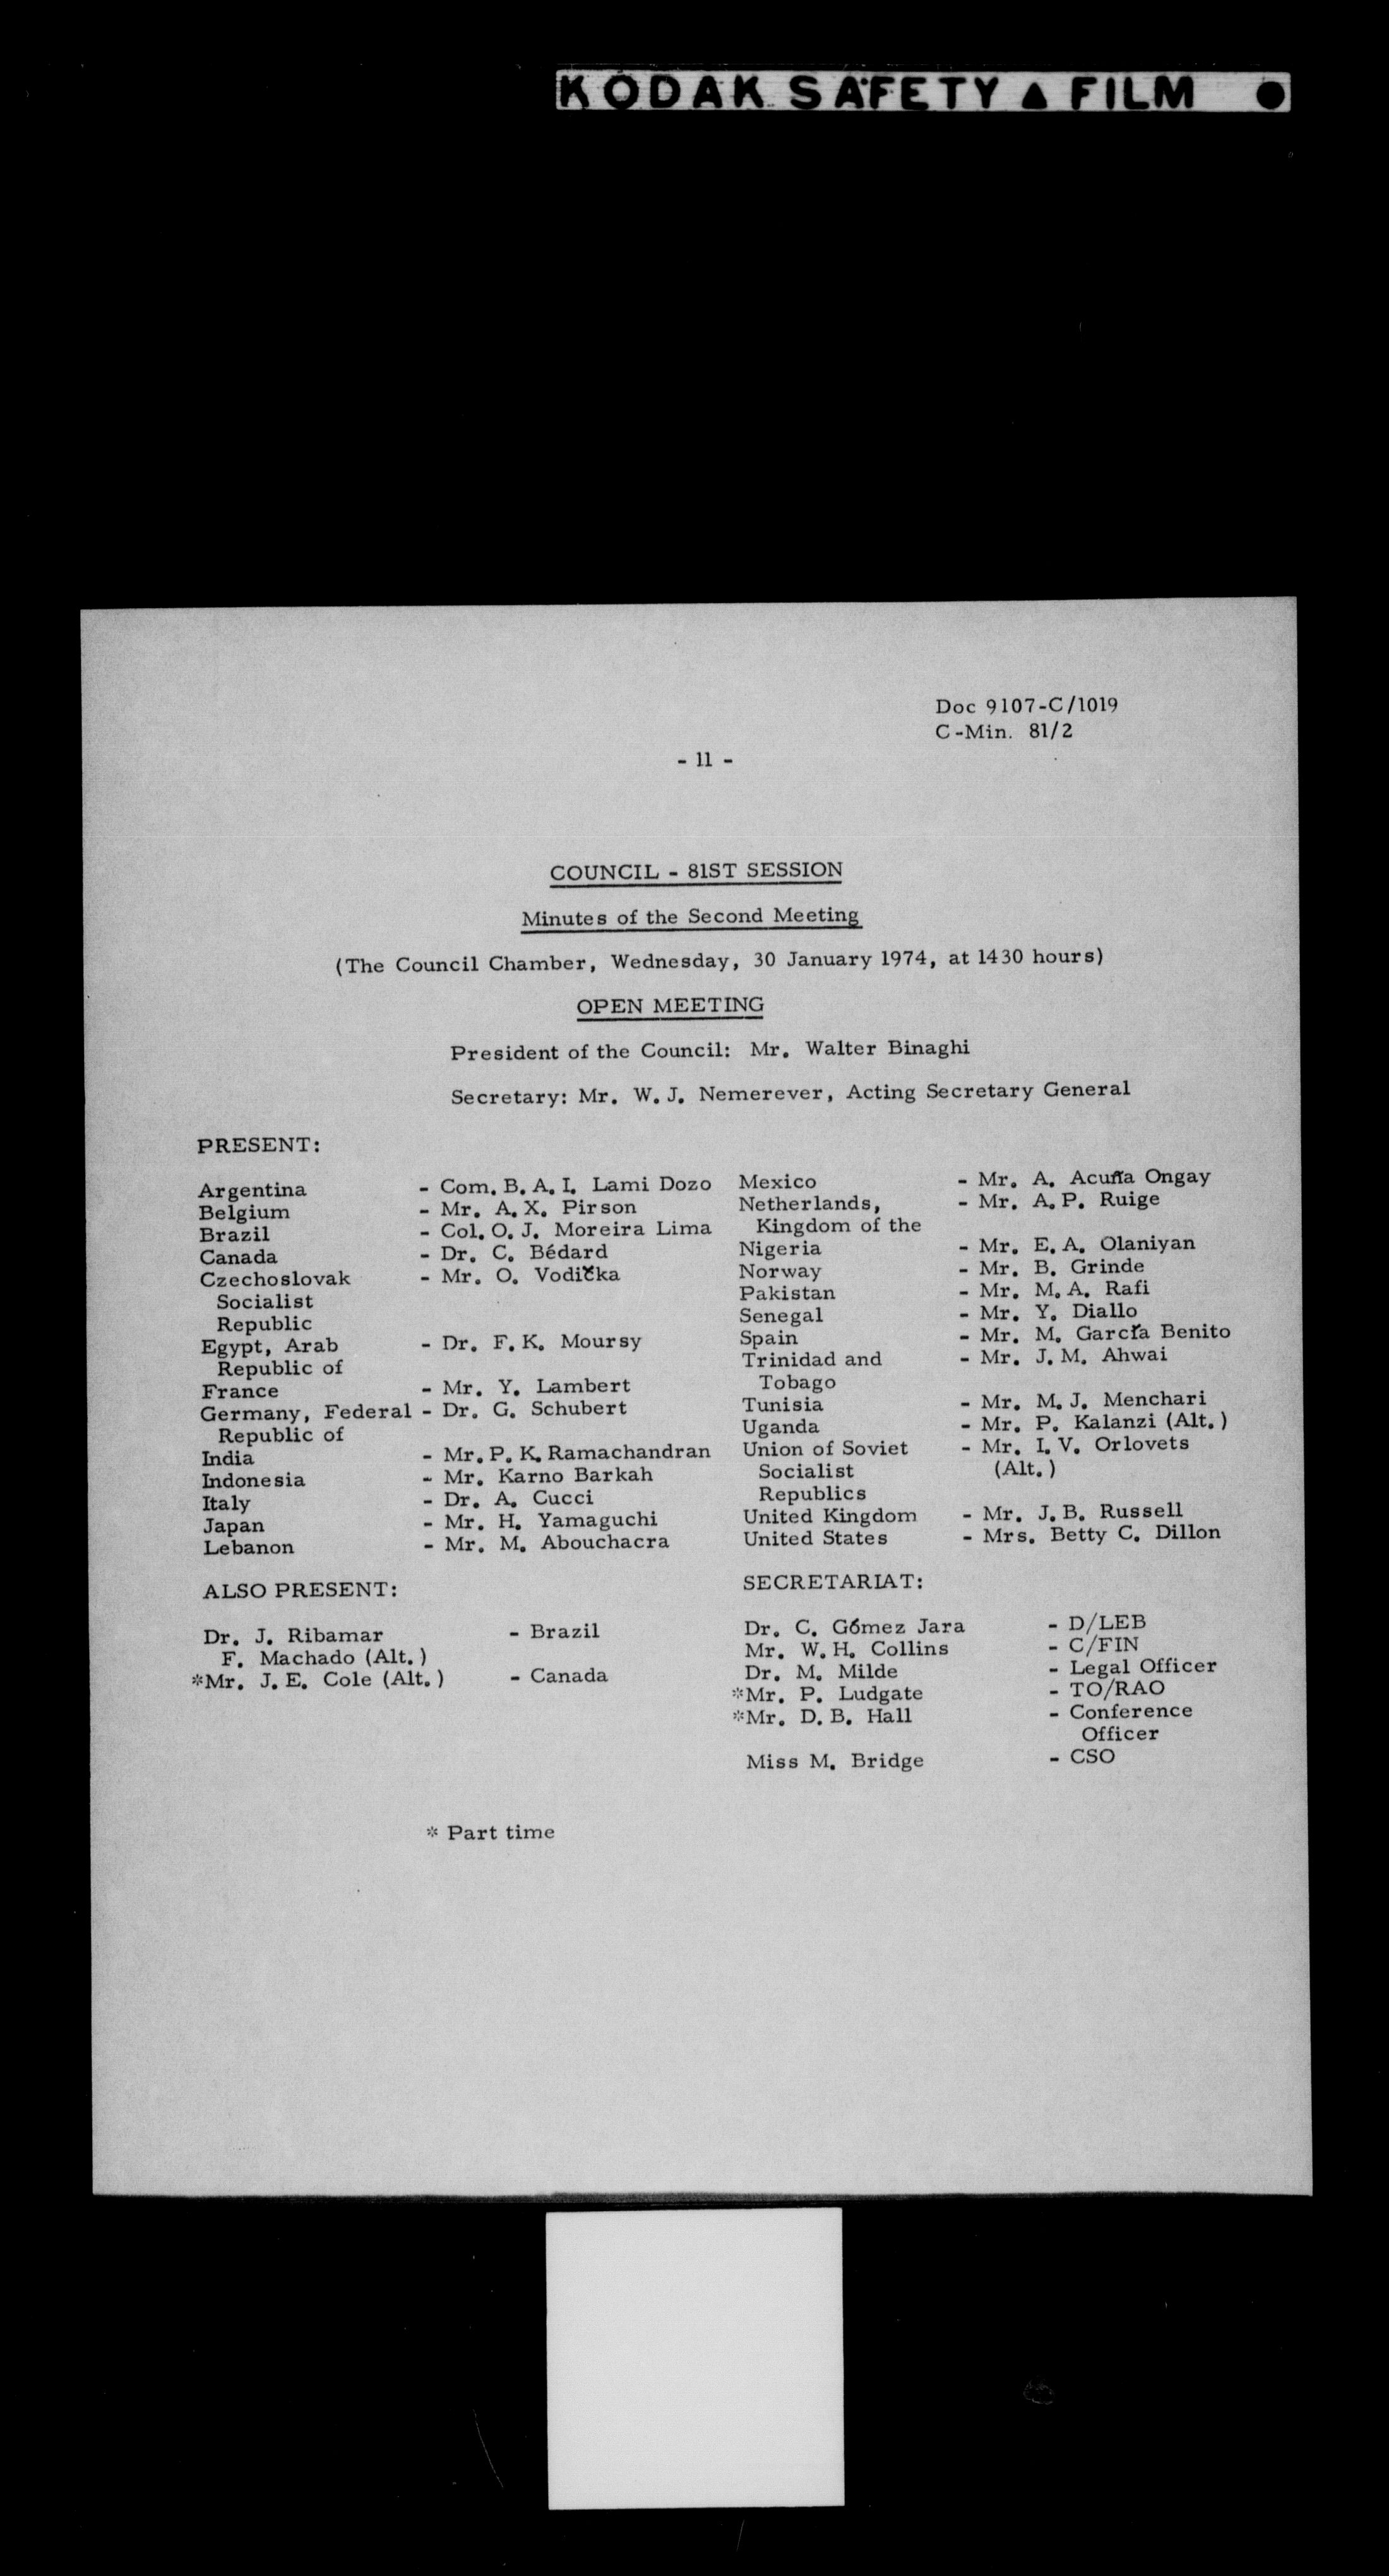 KODAK SAFETY ▲ FILM ●
Doc 9107-C/1019
C-Min. 81/2
- 11 -
COUNCIL - 81ST SESSION
Minutes of the Second Meeting
(The Council Chamber, Wednesday, 30 January 1974, at 1430 hours)
OPEN MEETING
President of the Council: Mr. Walter Binaghi
Secretary: Mr. W. J. Nemerever, Acting Secretary General
PRESENT:
Argentina - Com. B. A. I. Lami Dozo
Belgium - Mr. A. X. Pirson
Brazil - Col. O. J. Moreira Lima
Canada - Dr. C. Bédard
Czechoslovak - Mr. O. Vodička
Socialist
Republic
Egypt, Arab - Dr. F. K. Moursy
Republic of
France - Mr. Y. Lambert
Germany, Federal - Dr. G. Schubert
Republic of
India - Mr. P. K. Ramachandran
Indonesia - Mr. Karno Barkah
Italy - Dr. A. Cucci
Japan - Mr. H. Yamaguchi
Lebanon - Mr. M. Abouchacra
Mexico - Mr. A. Acuña Ongay
Netherlands, - Mr. A. P. Ruige
Kingdom of the
Nigeria - Mr. E. A. Olaniyan
Norway - Mr. B. Grinde
Pakistan - Mr. M. A. Rafi
Senegal - Mr. Y. Diallo
Spain - Mr. M. García Benito
Trinidad and - Mr. J. M. Ahwai
Tobago
Tunisia - Mr. M. J. Menchari
Uganda - Mr. P. Kalanzi (Alt.)
Union of Soviet - Mr. I. V. Orlovets
Socialist (Alt.)
Republics
United Kingdom - Mr. J. B. Russell
United States - Mrs. Betty C. Dillon
ALSO PRESENT:
Dr. J. Ribamar - Brazil
F. Machado (Alt.)
*Mr. J. E. Cole (Alt.) - Canada
SECRETARIAT:
Dr. C. Gómez Jara - D/LEB
Mr. W. H. Collins - C/FIN
Dr. M. Milde - Legal Officer
*Mr. P. Ludgate - TO/RAO
*Mr. D. B. Hall - Conference
Officer
Miss M. Bridge - CSO
* Part time